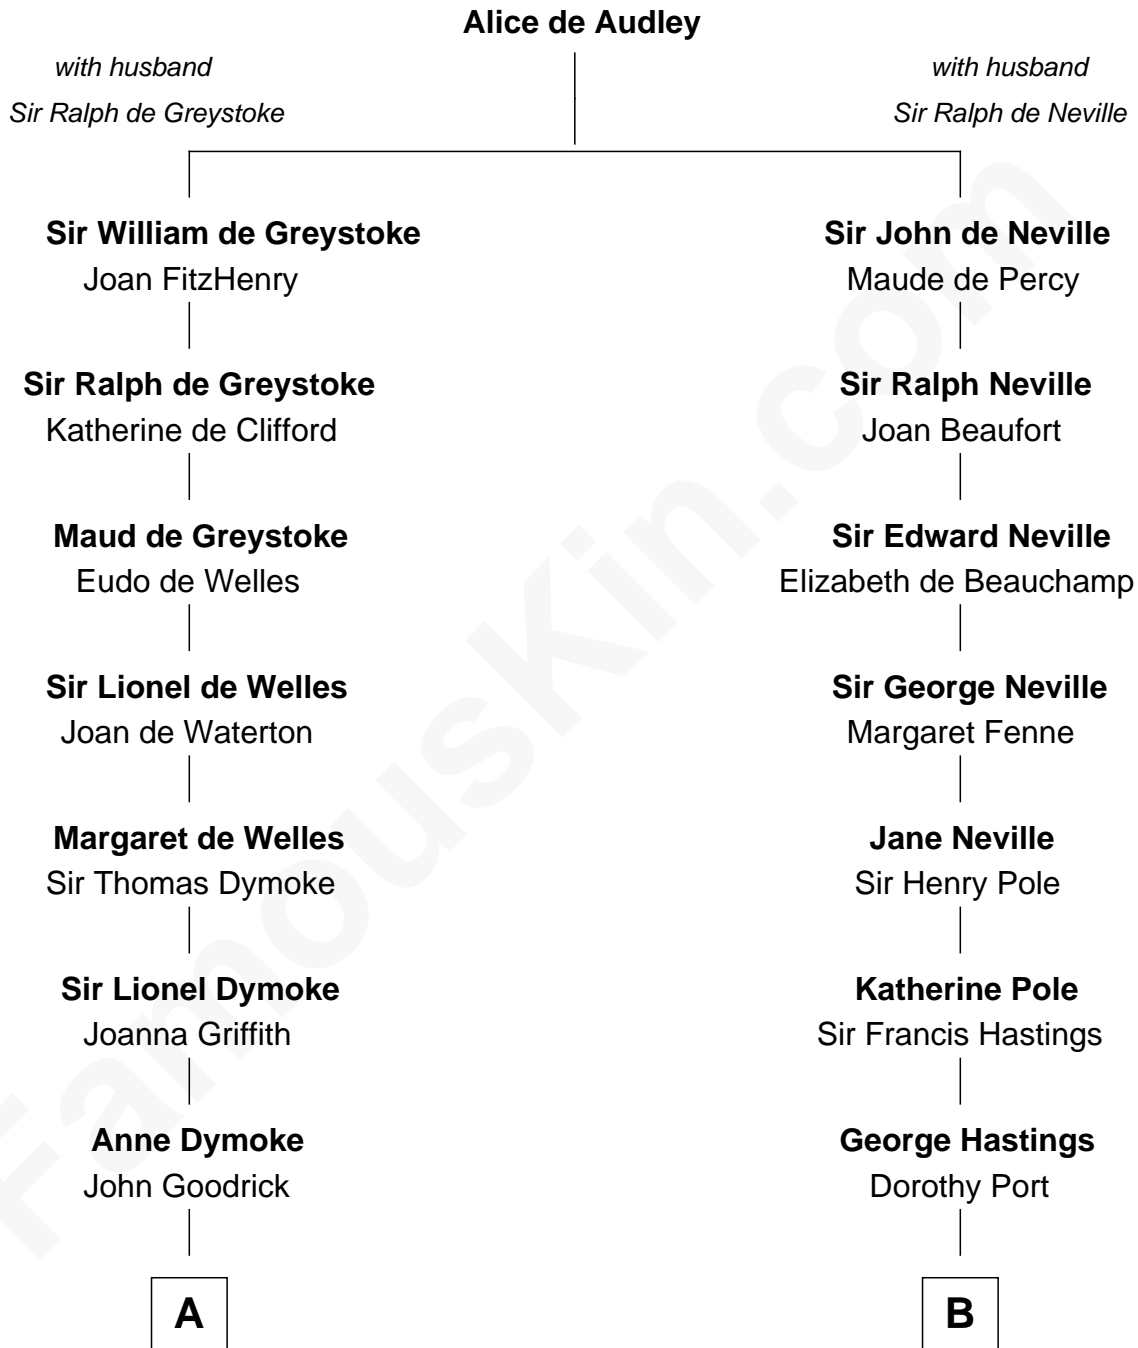 Alice de Audley
with husband
Sir Ralph de Greystoke
with husband
Sir Ralph de Neville
Sir William de Greystoke
Joan FitzHenry
Sir John de Neville
Maude de Percy
Sir Ralph de Greystoke
Katherine de Clifford
Sir Ralph Neville
Joan Beaufort
Maud de Greystoke
Eudo de Welles
Sir Edward Neville
Elizabeth de Beauchamp
Sir Lionel de Welles
Joan de Waterton
Sir George Neville
Margaret Fenne
Margaret de Welles
Sir Thomas Dymoke
Jane Neville
Sir Henry Pole
Sir Lionel Dymoke
Joanna Griffith
Katherine Pole
Sir Francis Hastings
Anne Dymoke
John Goodrick
George Hastings
Dorothy Port
A
B
FamousKin.com